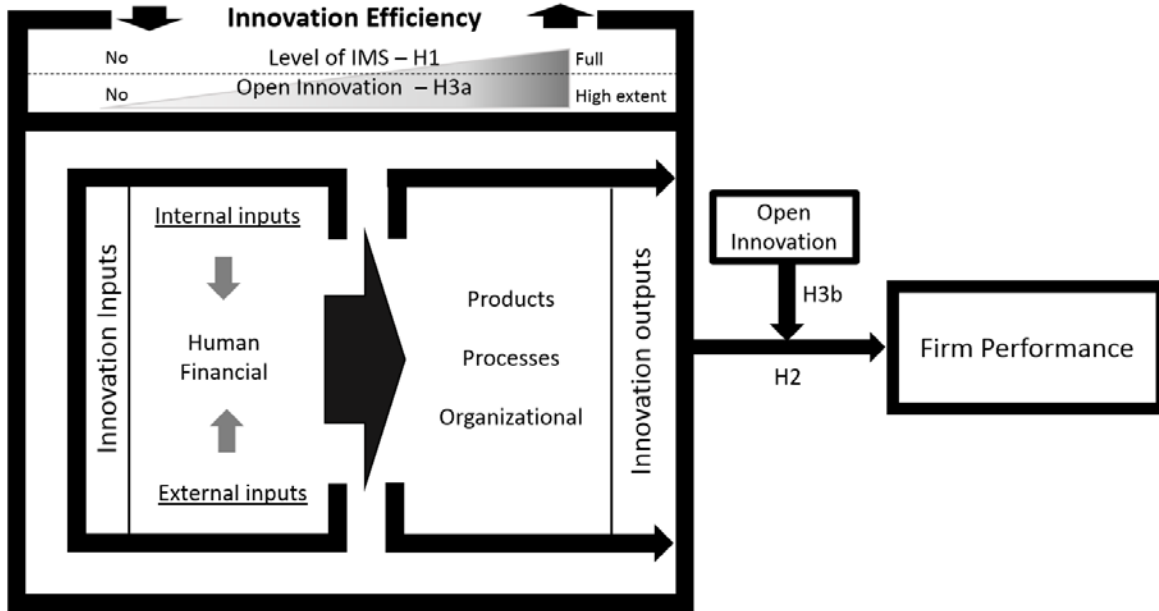 Innovation Efficiency
No
Level of IMS – H1
Full
No
Open Innovation – H3a
High extent
Innovation Inputs
Internal inputs
Human
Financial
External inputs
Products
Processes
Organizational
Innovation outputs
Open
Innovation
H3b
H2
Firm Performance